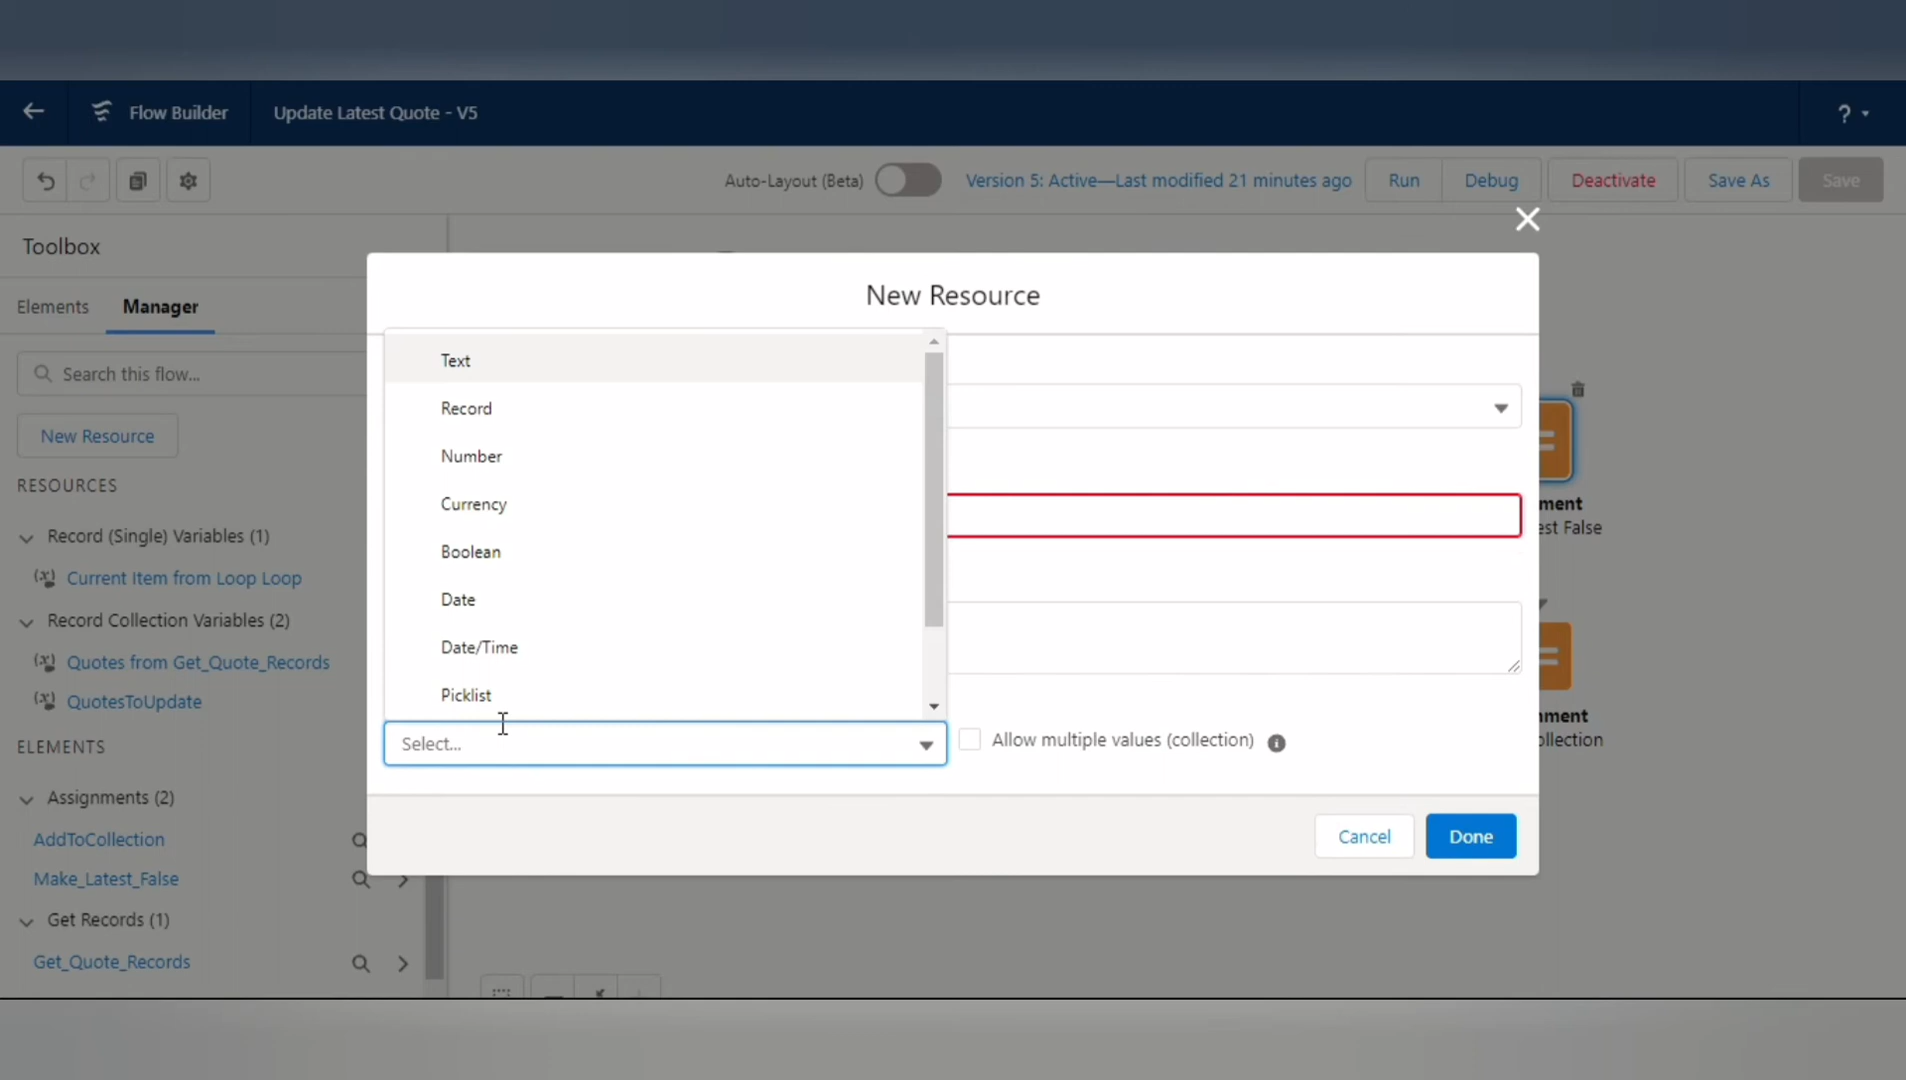 Flow Builder
Update Latest Quote - V5
?
Auto-Layout (Beta)
Version 5: Active—Last modified 21 minutes ago
Run
Debug
Deactivate
Save As
Save
Toolbox
Elements
Manager
Search this flow...
New Resource
RESOURCES
Record (Single) Variables (1)
Current Item from Loop Loop
Record Collection Variables (2)
Quotes from Get_Quote_Records
QuotesToUpdate
ELEMENTS
Assignments (2)
AddToCollection
Make_Latest_False
Get Records (1)
Get_Quote_Records
New Resource
Text
Record
Number
Currency
Boolean
Date
Date/Time
Picklist
Select...
Allow multiple values (collection)
Cancel
Done
ment
est False
nment
ollection